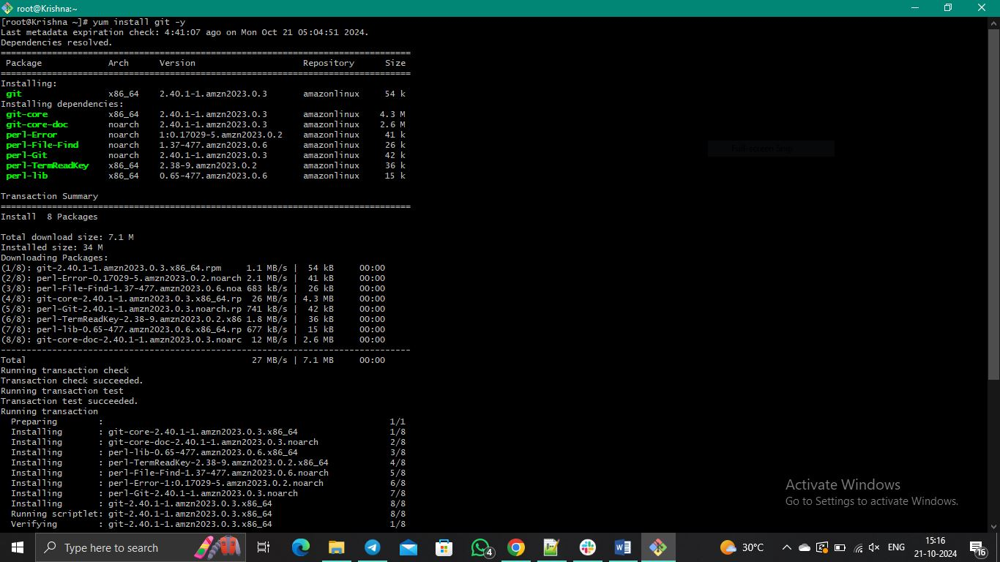 root@Krishna:~
[root@Krishna ~]# yum install git -y
Last metadata expiration check: 4:41:07 ago on Mon Oct 21 05:04:51 2024.
Dependencies resolved.
================================================================================
Package Arch Version Repository Size
================================================================================
Installing:
git x86_64 2.40.1-1.amzn2023.0.3 amazonlinux 54 k
Installing dependencies:
git-core x86_64 2.40.1-1.amzn2023.0.3 amazonlinux 4.3 M
git-core-doc noarch 2.40.1-1.amzn2023.0.3 amazonlinux 2.6 M
perl-Error noarch 1:0.17029-5.amzn2023.0.2 amazonlinux 41 k
perl-File-Find noarch 1.37-477.amzn2023.0.6 amazonlinux 26 k
perl-Git noarch 2.40.1-1.amzn2023.0.3 amazonlinux 42 k
perl-TermReadKey x86_64 2.38-9.amzn2023.0.2 amazonlinux 36 k
perl-lib x86_64 0.65-477.amzn2023.0.6 amazonlinux 15 k
Transaction Summary
================================================================================
Install 8 Packages
Total download size: 7.1 M
Installed size: 34 M
Downloading Packages:
(1/8): git-2.40.1-1.amzn2023.0.3.x86_64.rpm 1.1 MB/s | 54 kB 00:00
(2/8): perl-Error-0.17029-5.amzn2023.0.2.noarch 2.1 MB/s | 41 kB 00:00
(3/8): perl-File-Find-1.37-477.amzn2023.0.6.noa 683 kB/s | 26 kB 00:00
(4/8): git-core-2.40.1-1.amzn2023.0.3.x86_64.rp 26 MB/s | 4.3 MB 00:00
(5/8): perl-Git-2.40.1-1.amzn2023.0.3.noarch.rp 741 kB/s | 42 kB 00:00
(6/8): perl-TermReadKey-2.38-9.amzn2023.0.2.x86 1.8 MB/s | 36 kB 00:00
(7/8): perl-lib-0.65-477.amzn2023.0.6.x86_64.rp 677 kB/s | 15 kB 00:00
(8/8): git-core-doc-2.40.1-1.amzn2023.0.3.noarc 12 MB/s | 2.6 MB 00:00
--------------------------------------------------------------------------------
Total 27 MB/s | 7.1 MB 00:00
Running transaction check
Transaction check succeeded.
Running transaction test
Transaction test succeeded.
Running transaction
Preparing : 1/1
Installing : git-core-2.40.1-1.amzn2023.0.3.x86_64 1/8
Installing : git-core-doc-2.40.1-1.amzn2023.0.3.noarch 2/8
Installing : perl-lib-0.65-477.amzn2023.0.6.x86_64 3/8
Installing : perl-TermReadKey-2.38-9.amzn2023.0.2.x86_64 4/8
Installing : perl-File-Find-1.37-477.amzn2023.0.6.noarch 5/8
Installing : perl-Error-1:0.17029-5.amzn2023.0.2.noarch 6/8
Installing : perl-Git-2.40.1-1.amzn2023.0.3.noarch 7/8
Installing : git-2.40.1-1.amzn2023.0.3.x86_64 8/8
Running scriptlet: git-2.40.1-1.amzn2023.0.3.x86_64 8/8
Verifying : git-2.40.1-1.amzn2023.0.3.x86_64 1/8
Full-screen Snip
Activate Windows
Go to Settings to activate Windows.
Type here to search
4
30°C
ENG
15:16
21-10-2024
16